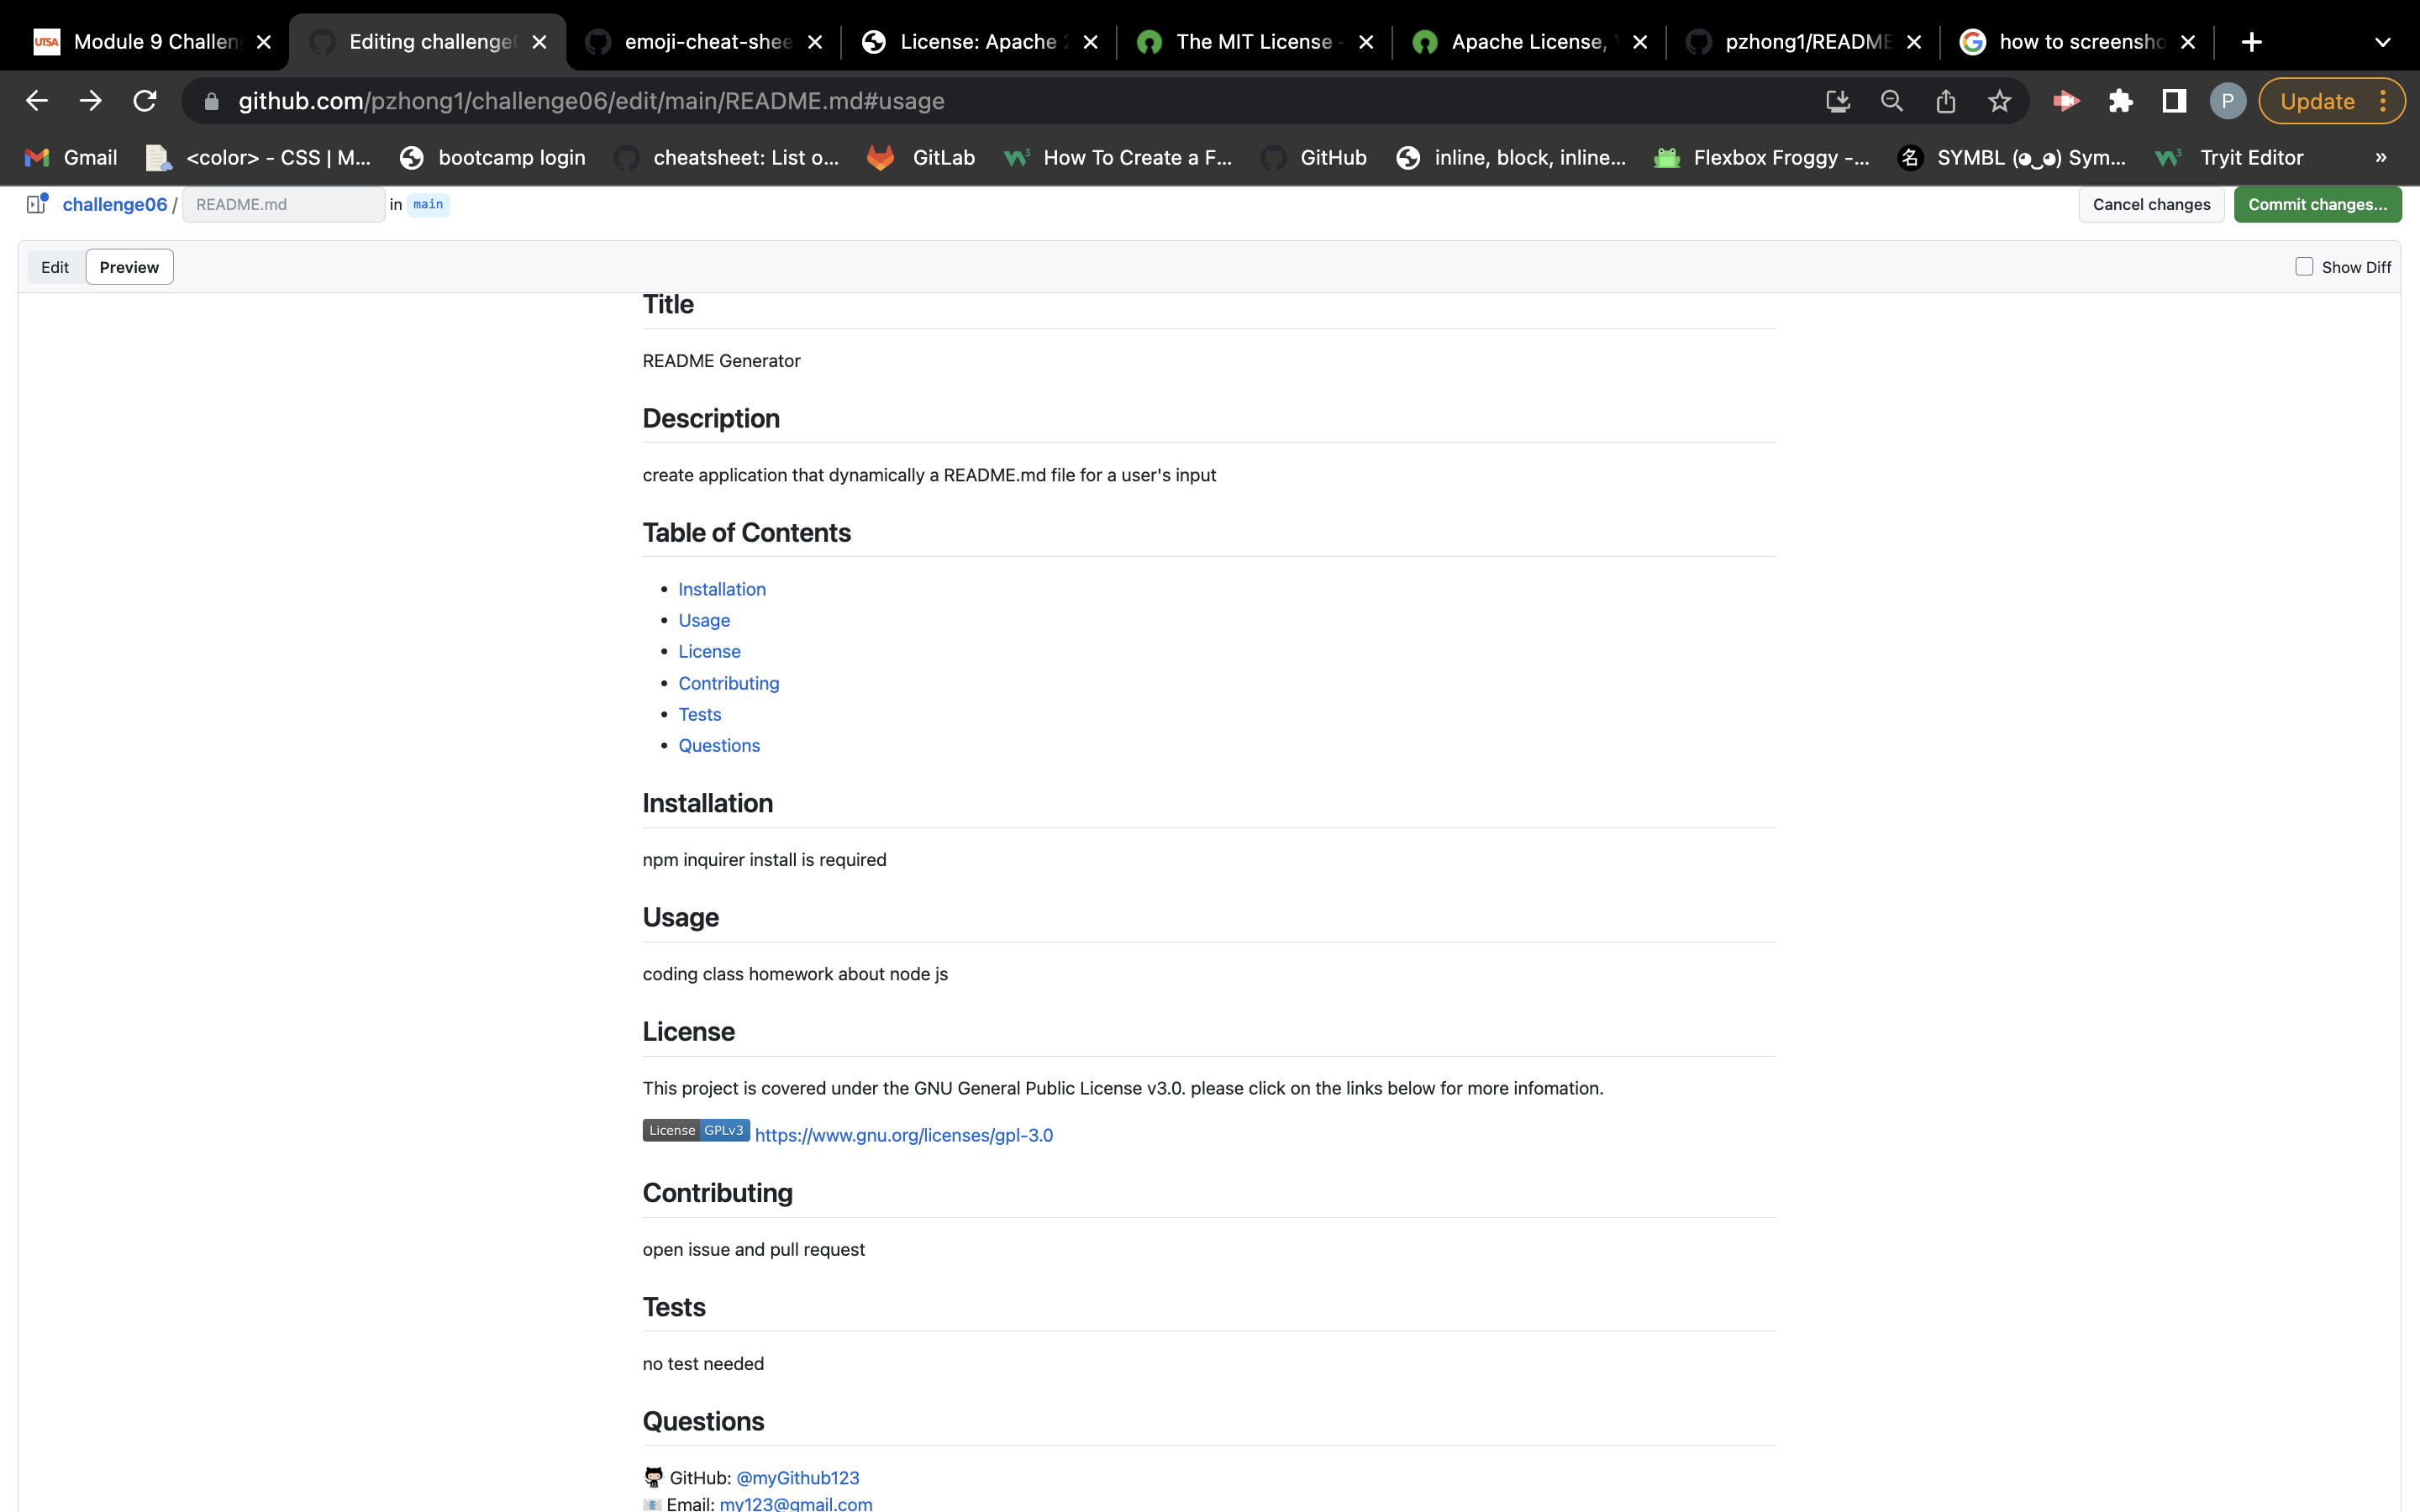 UTSA Module 9 Challen
Editing challenge
emoji-cheat-shee
License: Apache 2
The MIT License -
Apache License, V
pzhong1/README
how to screensho
github.com/pzhong1/challenge06/edit/main/README.md#usage
P
Update
Gmail
<color> - CSS | M...
bootcamp login
cheatsheet: List o...
GitLab
How To Create a F...
GitHub
inline, block, inline...
Flexbox Froggy -...
名 SYMBL (◕‿◕) Sym...
Tryit Editor
»
challenge06 / README.md in main
Cancel changes
Commit changes...
Edit
Preview
Show Diff
Title
README Generator
Description
create application that dynamically a README.md file for a user's input
Table of Contents
• Installation
• Usage
• License
• Contributing
• Tests
• Questions
Installation
npm inquirer install is required
Usage
coding class homework about node js
License
This project is covered under the GNU General Public License v3.0. please click on the links below for more infomation.
License GPLv3 https://www.gnu.org/licenses/gpl-3.0
Contributing
open issue and pull request
Tests
no test needed
Questions
GitHub: @myGithub123
Email: my123@gmail.com